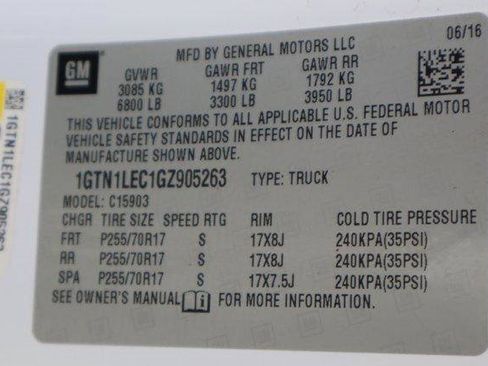 06/16
GM
MFD BY GENERAL MOTORS LLC
GVWR GAWR FRT GAWR RR
3085 KG 1497 KG 1792 KG
6800 LB 3300 LB 3950 LB
THIS VEHICLE CONFORMS TO ALL APPLICABLE U.S. FEDERAL MOTOR
VEHICLE SAFETY STANDARDS IN EFFECT ON THE DATE OF
MANUFACTURE SHOWN ABOVE.
1GTN1LEC1GZ905263 TYPE: TRUCK
MODEL: C15903
CHGR TIRE SIZE SPEED RTG RIM COLD TIRE PRESSURE
FRT P255/70R17 S 17X8J 240KPA(35PSI)
RR P255/70R17 S 17X8J 240KPA(35PSI)
SPA P255/70R17 S 17X7.5J 240KPA(35PSI)
SEE OWNER'S MANUAL FOR MORE INFORMATION.
1GTN1LEC1GZ905263